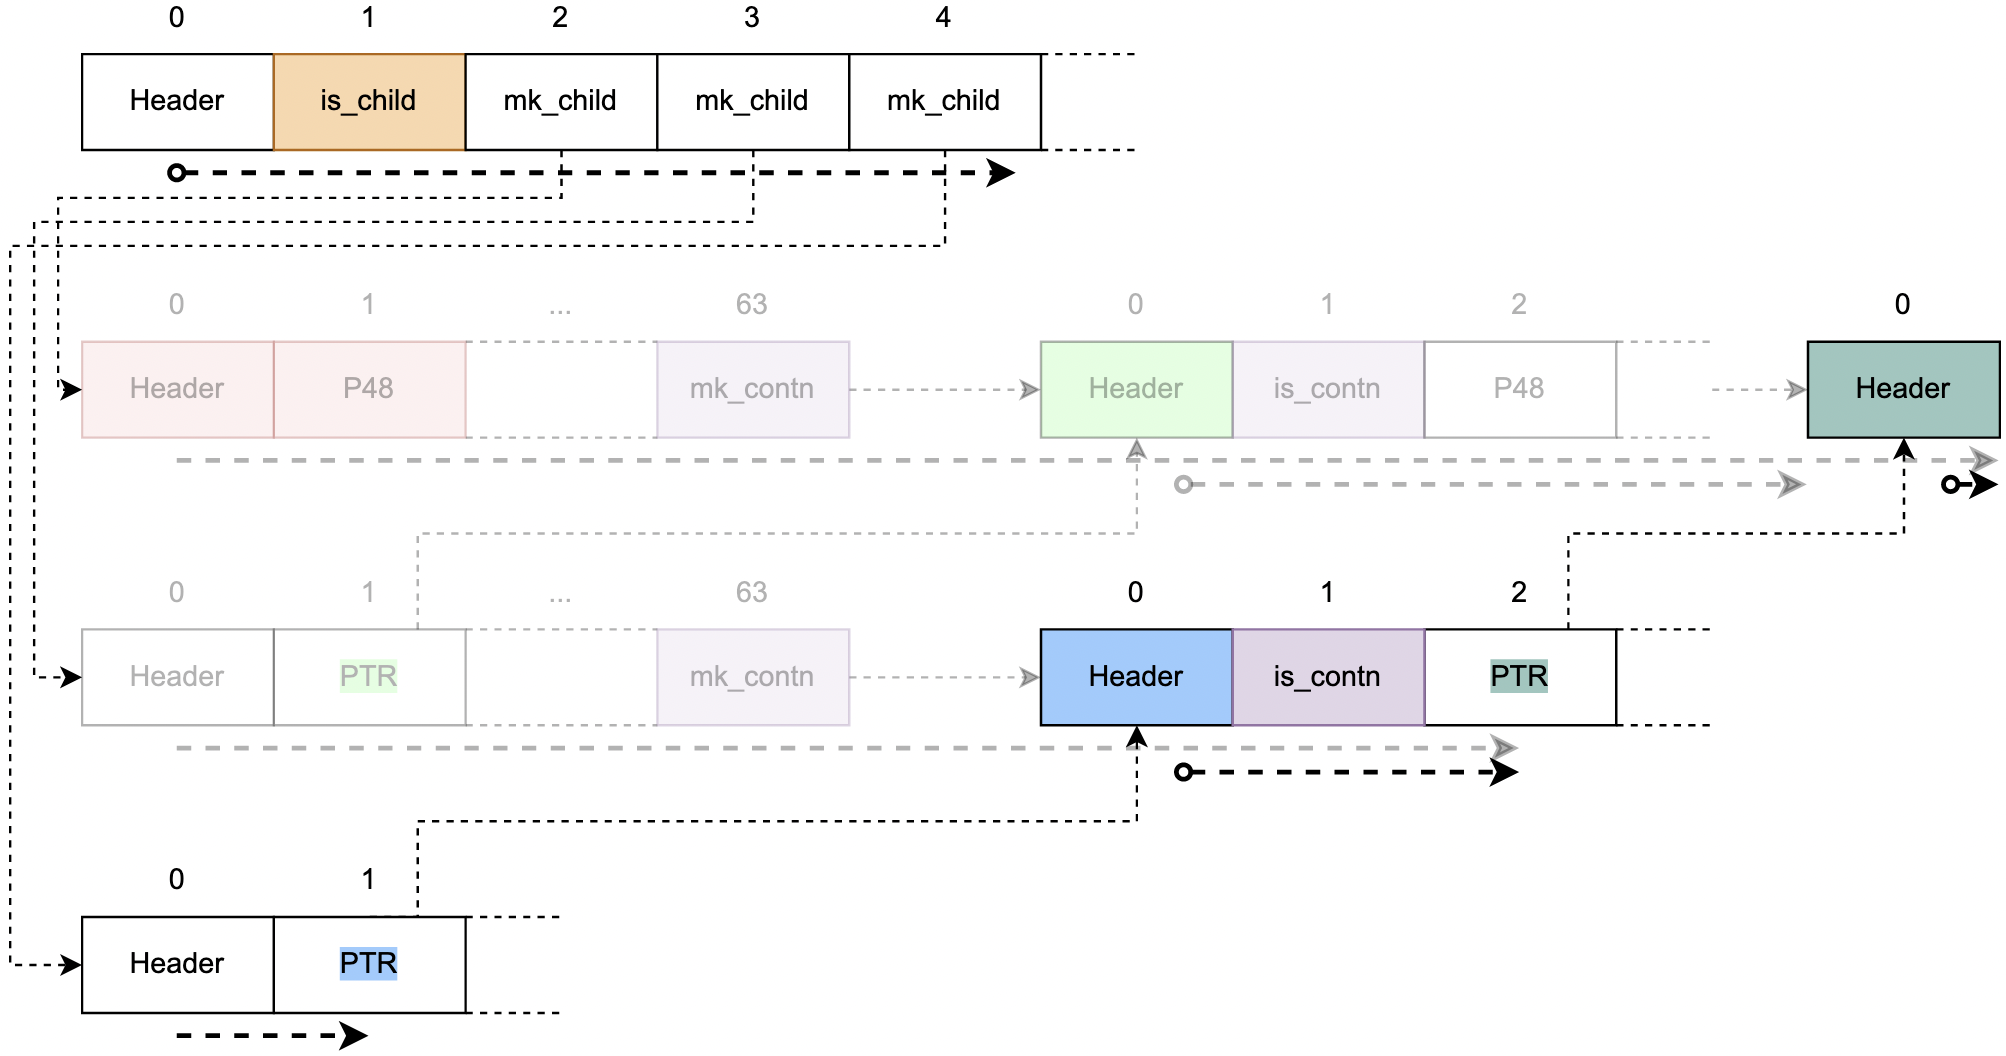 0 1 2 3 4
Header is_child mk_child mk_child mk_child
0 1 ... 63 0 1 2 0
Header P48 mk_contn Header is_contn P48 Header
0 1 ... 63 0 1 2
Header PTR mk_contn Header is_contn PTR
0 1
Header PTR